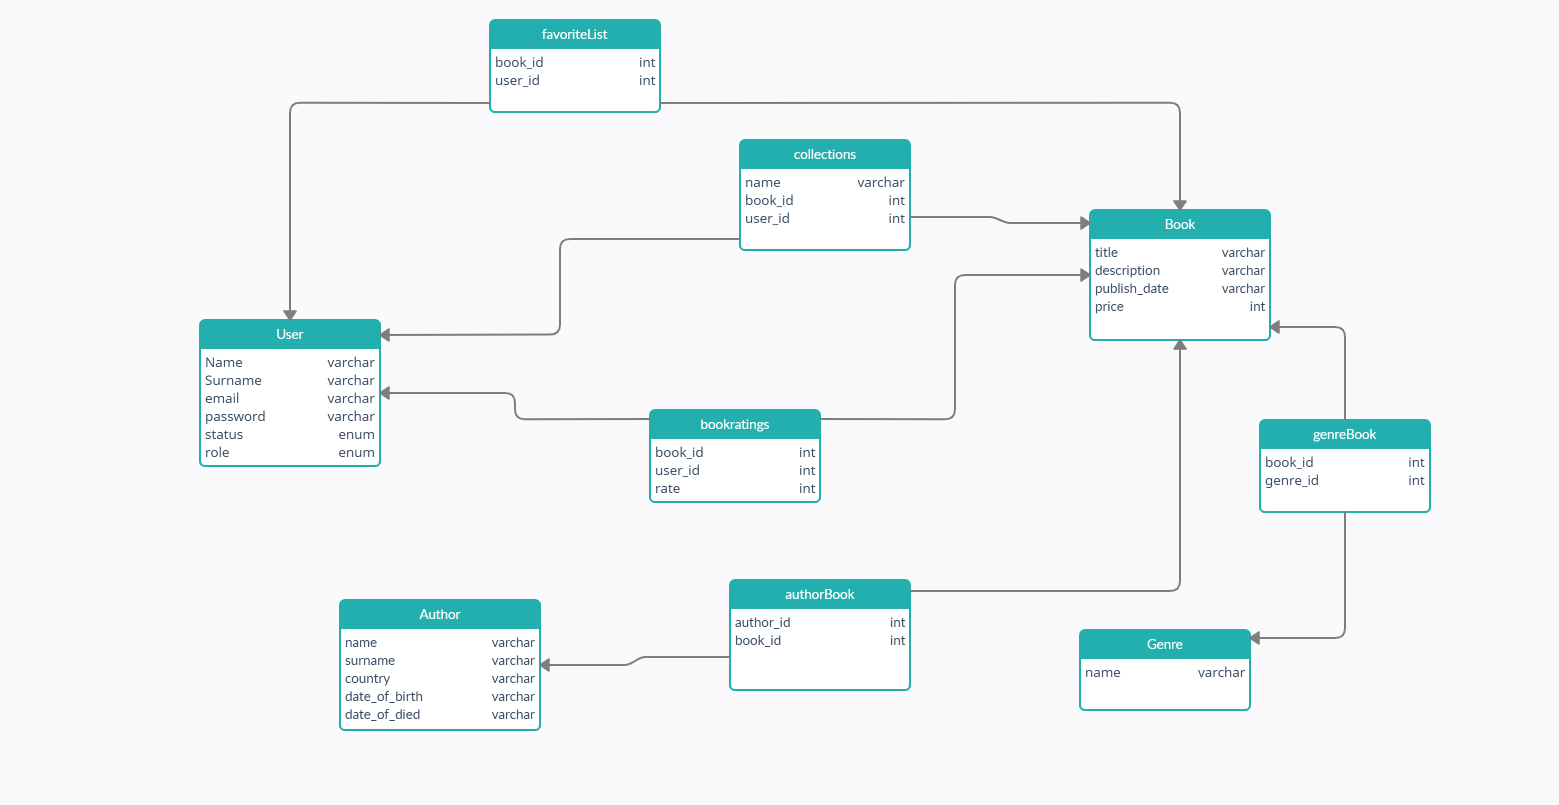 favoriteList
book_id int
user_id int
collections
name varchar
book_id int
user_id int
Book
title varchar
description varchar
publish_date varchar
price int
User
Name varchar
Surname varchar
email varchar
password varchar
status enum
role enum
bookratings
book_id int
user_id int
rate int
genreBook
book_id int
genre_id int
Author
name varchar
surname varchar
country varchar
date_of_birth varchar
date_of_died varchar
authorBook
author_id int
book_id int
Genre
name varchar